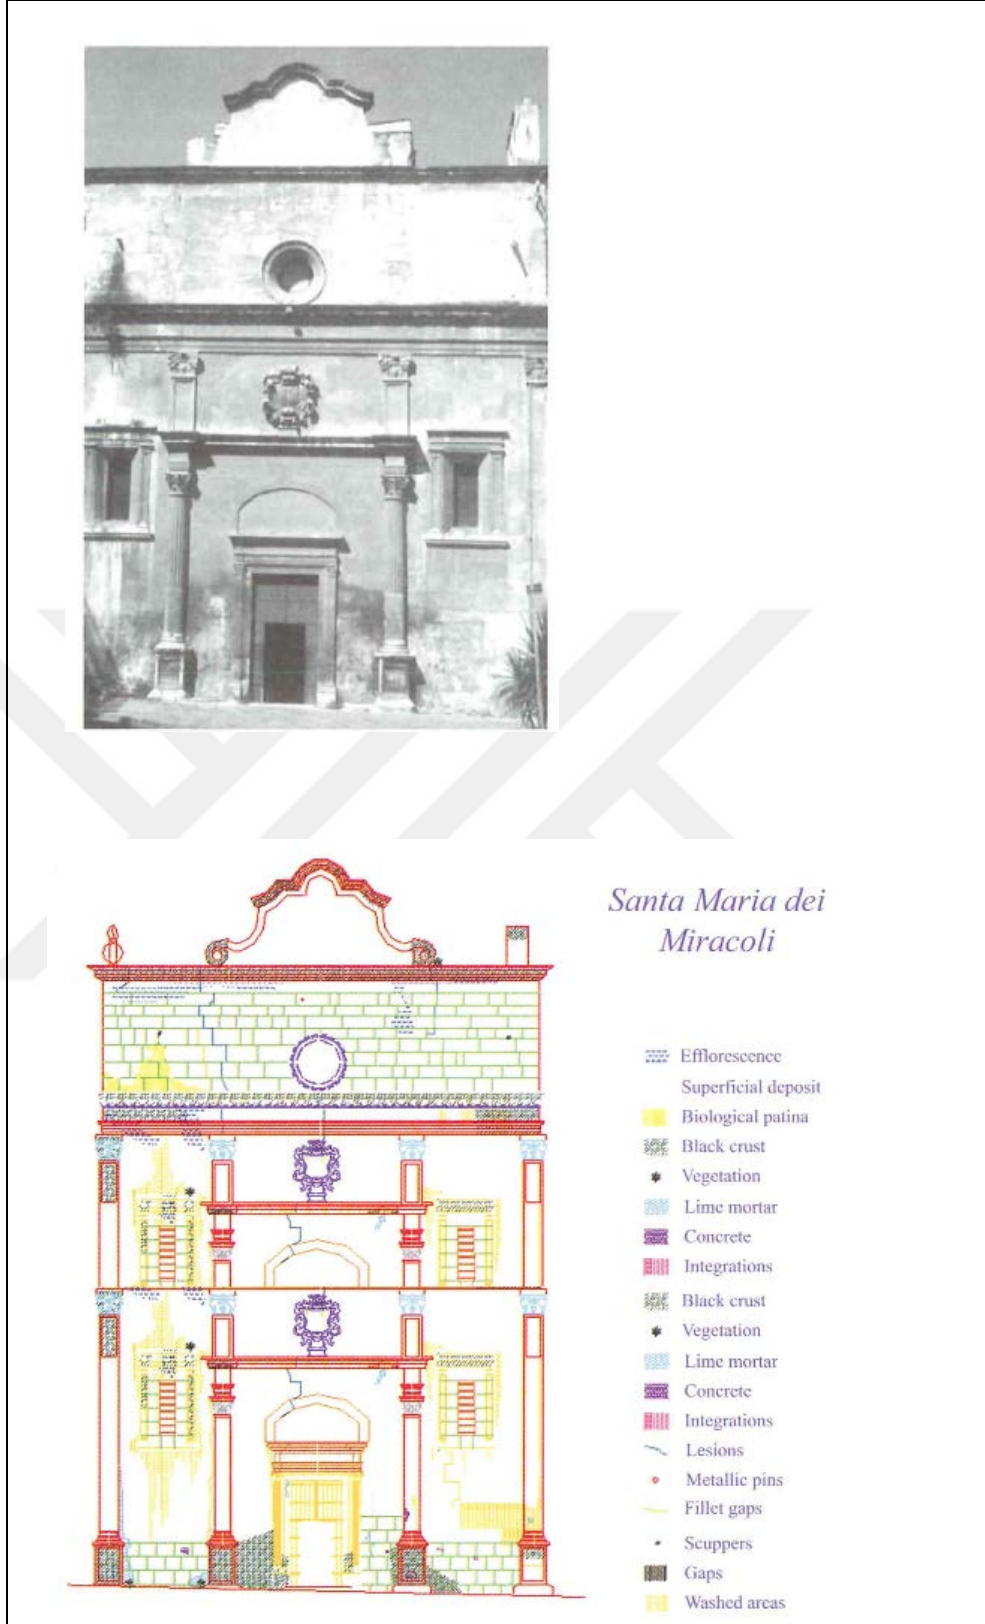 Santa Maria dei
Miracoli
Efflorescence
Superficial deposit
Biological patina
Black crust
Vegetation
Lime mortar
Concrete
Integrations
Black crust
Vegetation
Lime mortar
Concrete
Integrations
Lesions
Metallic pins
Fillet gaps
Scuppers
Gaps
Washed areas